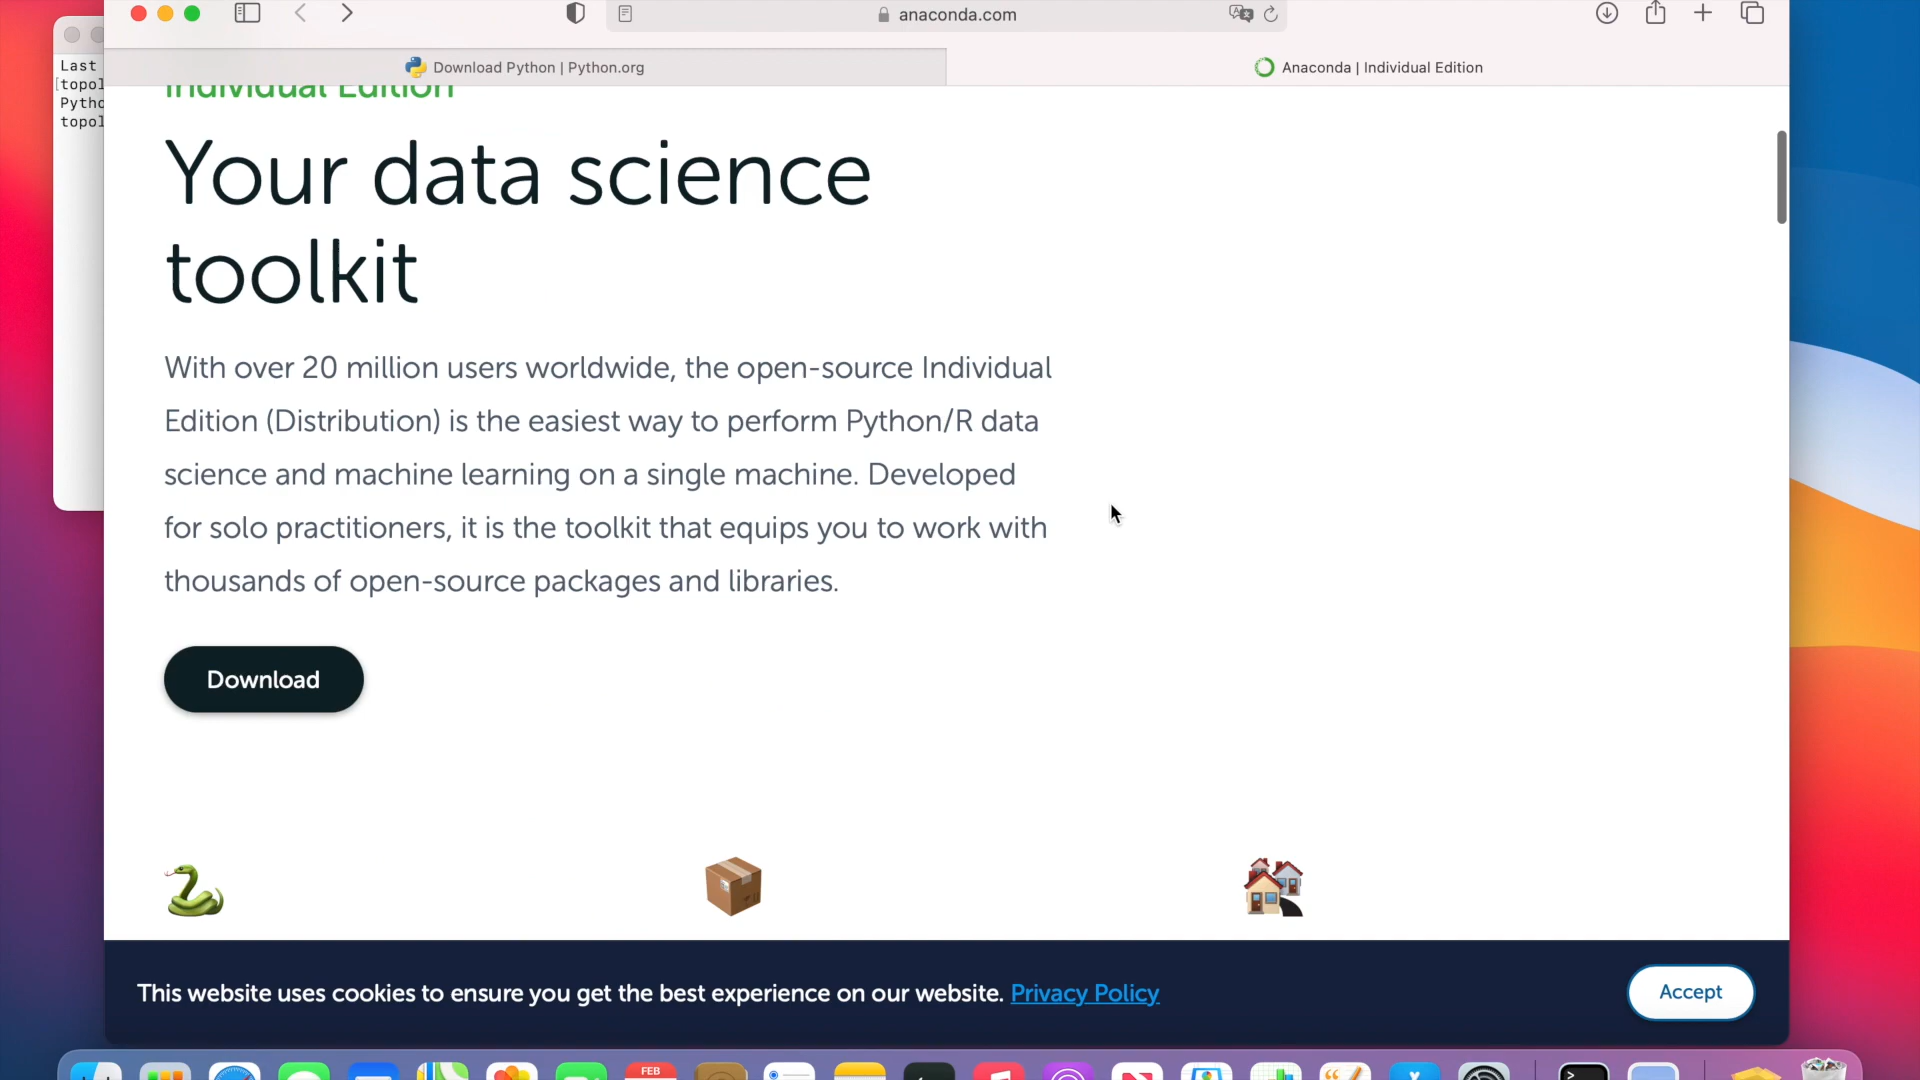 anaconda.com
Download Python | Python.org
Anaconda | Individual Edition
Last
topol
Pytho
topol
Individual Edition
Your data science
toolkit
With over 20 million users worldwide, the open-source Individual
Edition (Distribution) is the easiest way to perform Python/R data
science and machine learning on a single machine. Developed
for solo practitioners, it is the toolkit that equips you to work with
thousands of open-source packages and libraries.
Download
This website uses cookies to ensure you get the best experience on our website. Privacy Policy
Accept
FEB